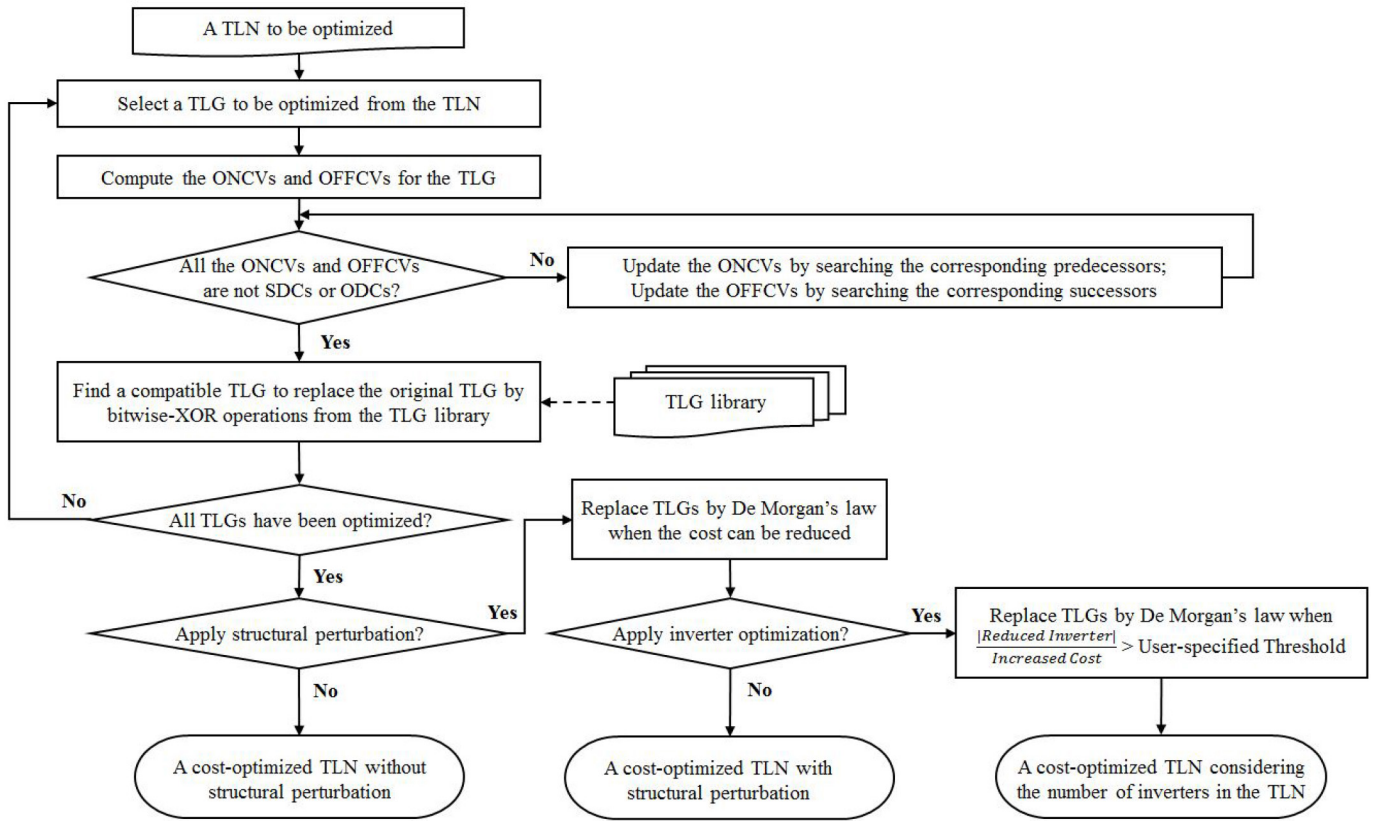 A TLN to be optimized
Select a TLG to be optimized from the TLN
Compute the ONCVs and OFFCVs for the TLG
All the ONCVs and OFFCVs
are not SDCs or ODCs?
No
Update the ONCVs by searching the corresponding predecessors;
Update the OFFCVs by searching the corresponding successors
Yes
Find a compatible TLG to replace the original TLG by
bitwise-XOR operations from the TLG library
TLG library
No
All TLGs have been optimized?
Yes
Replace TLGs by De Morgan's law
when the cost can be reduced
Apply structural perturbation?
Yes
Apply inverter optimization?
Yes
Replace TLGs by De Morgan's law when
|Reduced Inverter|
Increased Cost
> User-specified Threshold
No
No
A cost-optimized TLN without
structural perturbation
A cost-optimized TLN with
structural perturbation
A cost-optimized TLN considering
the number of inverters in the TLN